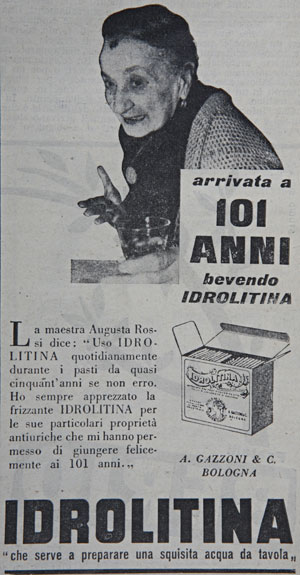 arrivata a
101
ANNI
bevendo
IDROLITINA
La maestra Augusta Ros-
si dice: "Uso IDRO-
LITINA quotidianamente
durante i pasti da quasi
cinquant'anni se non erro.
Ho sempre apprezzato la
frizzante IDROLITINA per
le sue particolari proprietà
antiuriche che mi hanno per-
messo di giungere felice-
mente ai 101 anni.„
IDROLITINA
A. GAZZONI & C.
BOLOGNA
IDROLITINA
"che serve a preparare una squisita acqua da tavola„